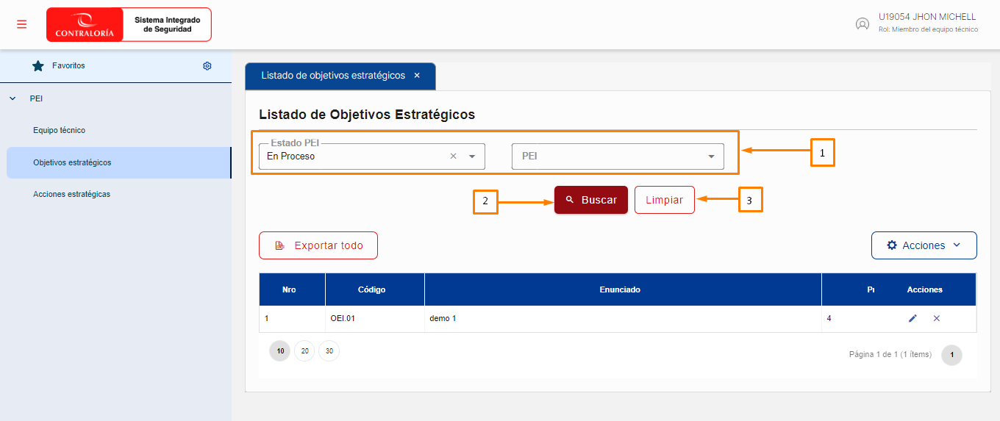 CONTRALORÍA
Sistema Integrado
de Seguridad
U19054 JHON MICHELL
Rol: Miembro del equipo técnico
Favoritos
PEI
Equipo técnico
Objetivos estratégicos
Acciones estratégicas
Listado de objetivos estratégicos ×
Listado de Objetivos Estratégicos
Estado PEI
En Proceso ×
PEI
1
2
Buscar
Limpiar
3
Exportar todo
Acciones
Nro Código Enunciado Pr Acciones
1 OEI.01 demo 1 4
10 20 30
Página 1 de 1 (1 ítems) 1